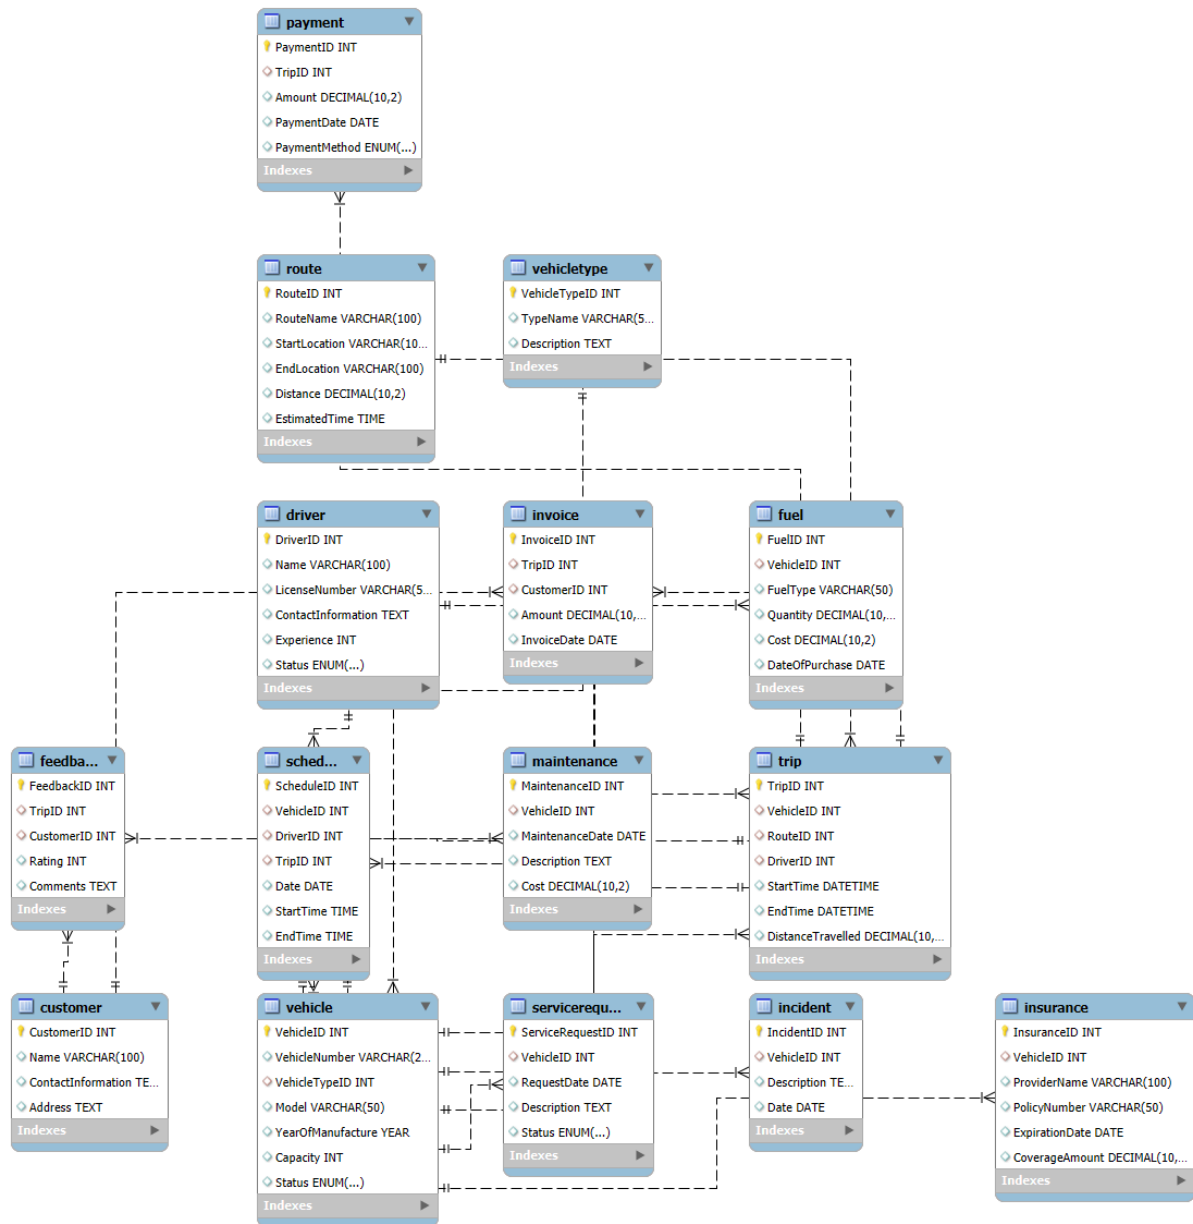 payment
PaymentID INT
TripID INT
Amount DECIMAL(10,2)
PaymentDate DATE
PaymentMethod ENUM(...)
Indexes
route
RouteID INT
RouteName VARCHAR(100)
StartLocation VARCHAR(10...
EndLocation VARCHAR(100)
Distance DECIMAL(10,2)
EstimatedTime TIME
Indexes
vehicletype
VehicleTypeID INT
TypeName VARCHAR(5...
Description TEXT
Indexes
driver
DriverID INT
Name VARCHAR(100)
LicenseNumber VARCHAR(5...
ContactInformation TEXT
Experience INT
Status ENUM(...)
Indexes
invoice
InvoiceID INT
TripID INT
CustomerID INT
Amount DECIMAL(10,...
InvoiceDate DATE
Indexes
fuel
FuelID INT
VehicleID INT
FuelType VARCHAR(50)
Quantity DECIMAL(10,...
Cost DECIMAL(10,2)
DateOfPurchase DATE
Indexes
feedba...
FeedbackID INT
TripID INT
CustomerID INT
Rating INT
Comments TEXT
Indexes
sched...
ScheduleID INT
VehicleID INT
DriverID INT
TripID INT
Date DATE
StartTime TIME
EndTime TIME
Indexes
maintenance
MaintenanceID INT
VehicleID INT
MaintenanceDate DATE
Description TEXT
Cost DECIMAL(10,2)
Indexes
trip
TripID INT
VehicleID INT
RouteID INT
DriverID INT
StartTime DATETIME
EndTime DATETIME
DistanceTravelled DECIMAL(10,...
Indexes
customer
CustomerID INT
Name VARCHAR(100)
ContactInformation TE...
Address TEXT
Indexes
vehicle
VehicleID INT
VehicleNumber VARCHAR(2...
VehicleTypeID INT
Model VARCHAR(50)
YearOfManufacture YEAR
Capacity INT
Status ENUM(...)
Indexes
servicerequ...
ServiceRequestID INT
VehicleID INT
RequestDate DATE
Description TEXT
Status ENUM(...)
Indexes
incident
IncidentID INT
VehicleID INT
Description TE...
Date DATE
Indexes
insurance
InsuranceID INT
VehicleID INT
ProviderName VARCHAR(100)
PolicyNumber VARCHAR(50)
ExpirationDate DATE
CoverageAmount DECIMAL(10,...
Indexes